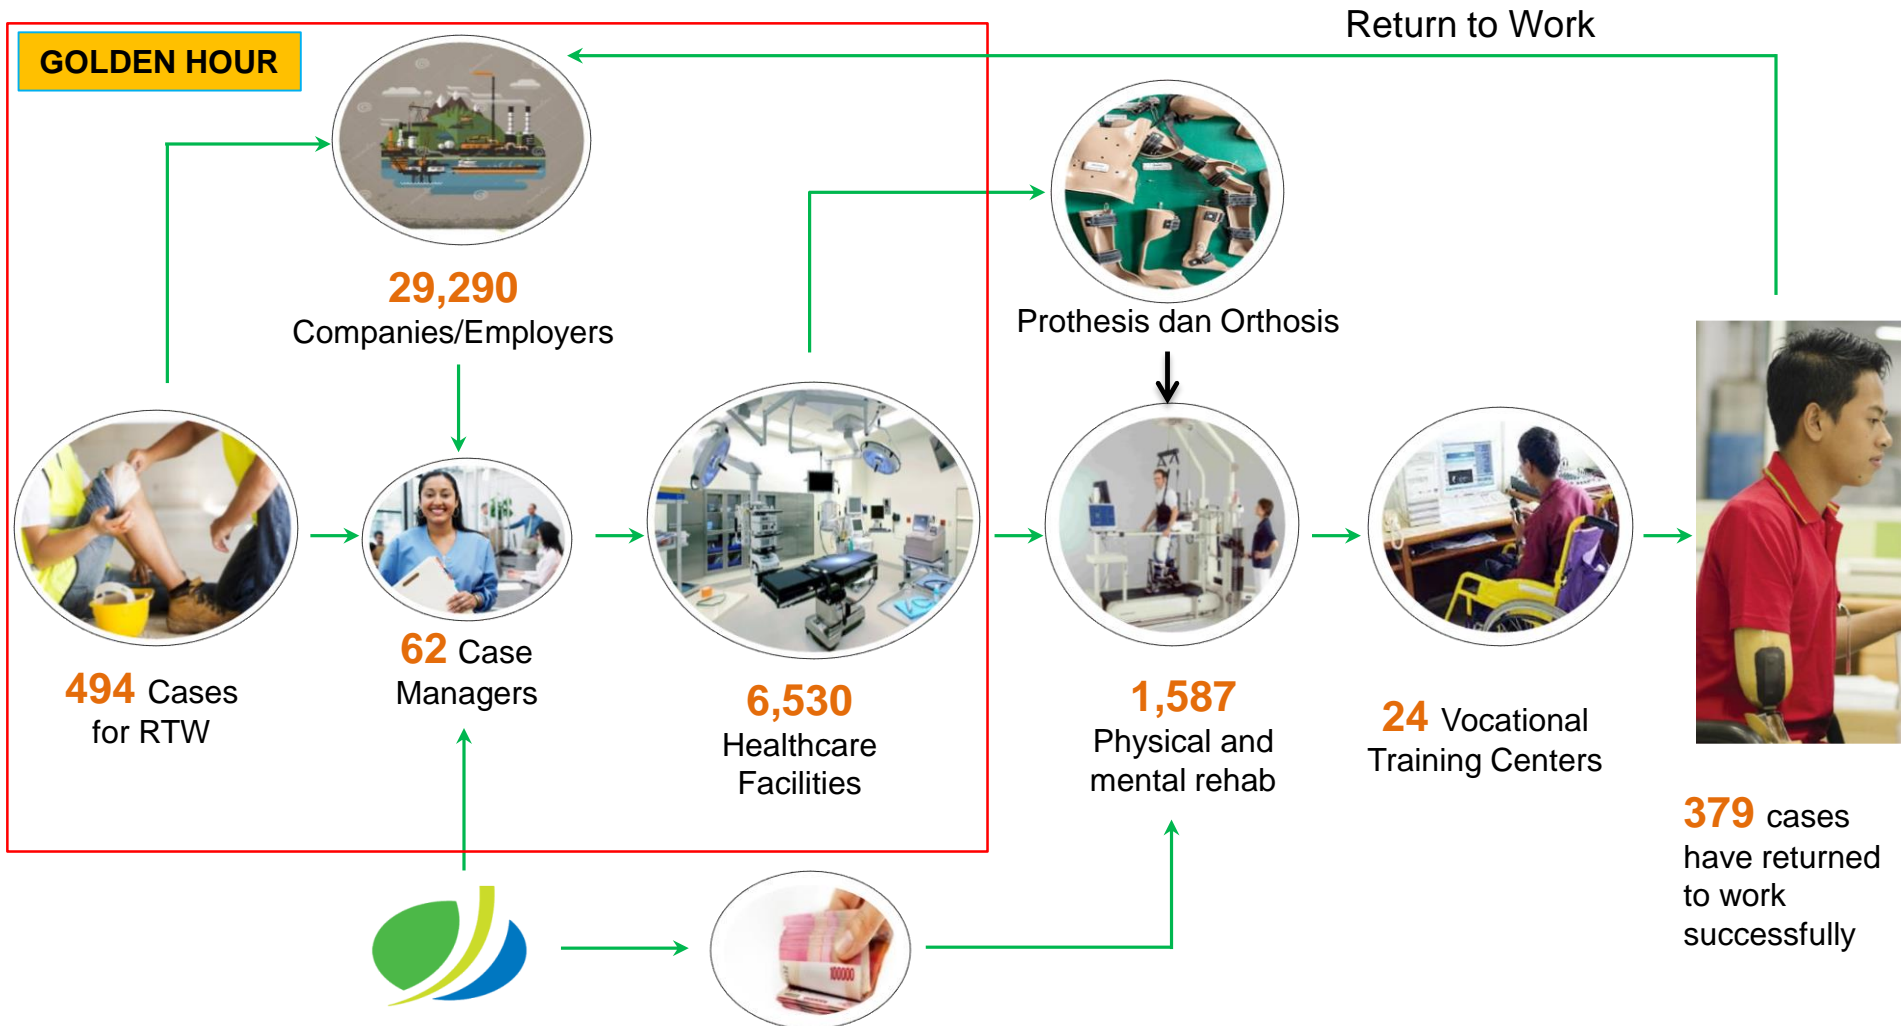 Return to Work
GOLDEN HOUR
29,290
Companies/Employers
Prothesis dan Orthosis
494 Cases
for RTW
62 Case
Managers
6,530
Healthcare
Facilities
1,587
Physical and
mental rehab
24 Vocational
Training Centers
379 cases
have returned
to work
successfully
100000